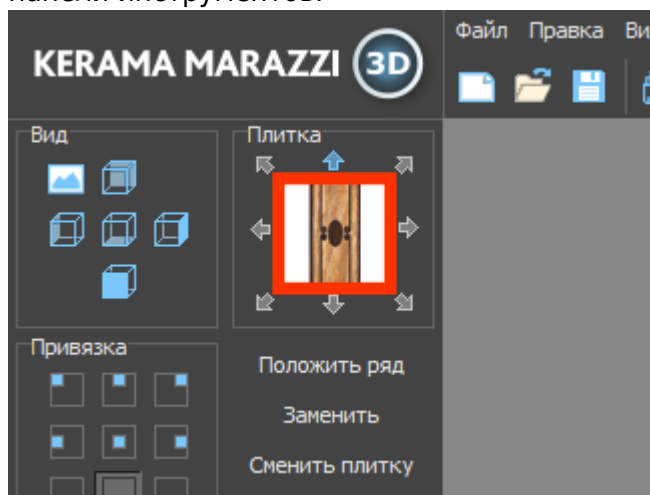 KERAMA MARAZZI 3D
Файл Правка
Вид
Плитка
Привязка
Положить ряд
Заменить
Сменить плитку